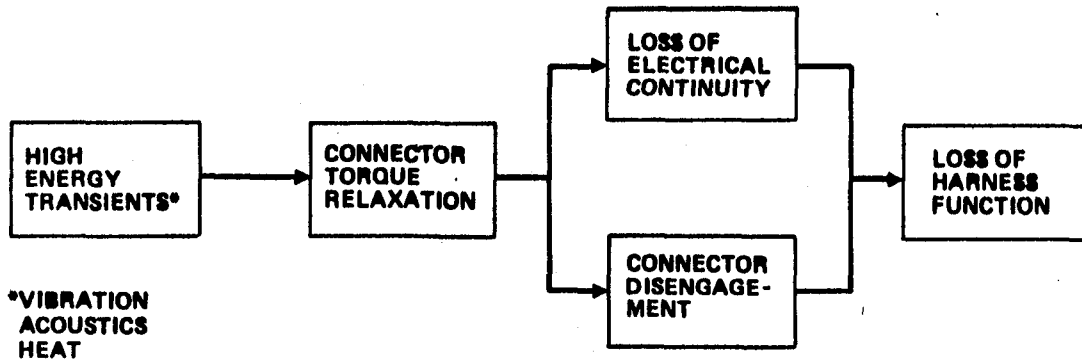 HIGH
ENERGY
TRANSIENTS*
CONNECTOR
TORQUE
RELAXATION
LOSS OF
ELECTRICAL
CONTINUITY
CONNECTOR
DISENGAGE-
MENT
LOSS OF
HARNESS
FUNCTION
*VIBRATION
ACOUSTICS
HEAT